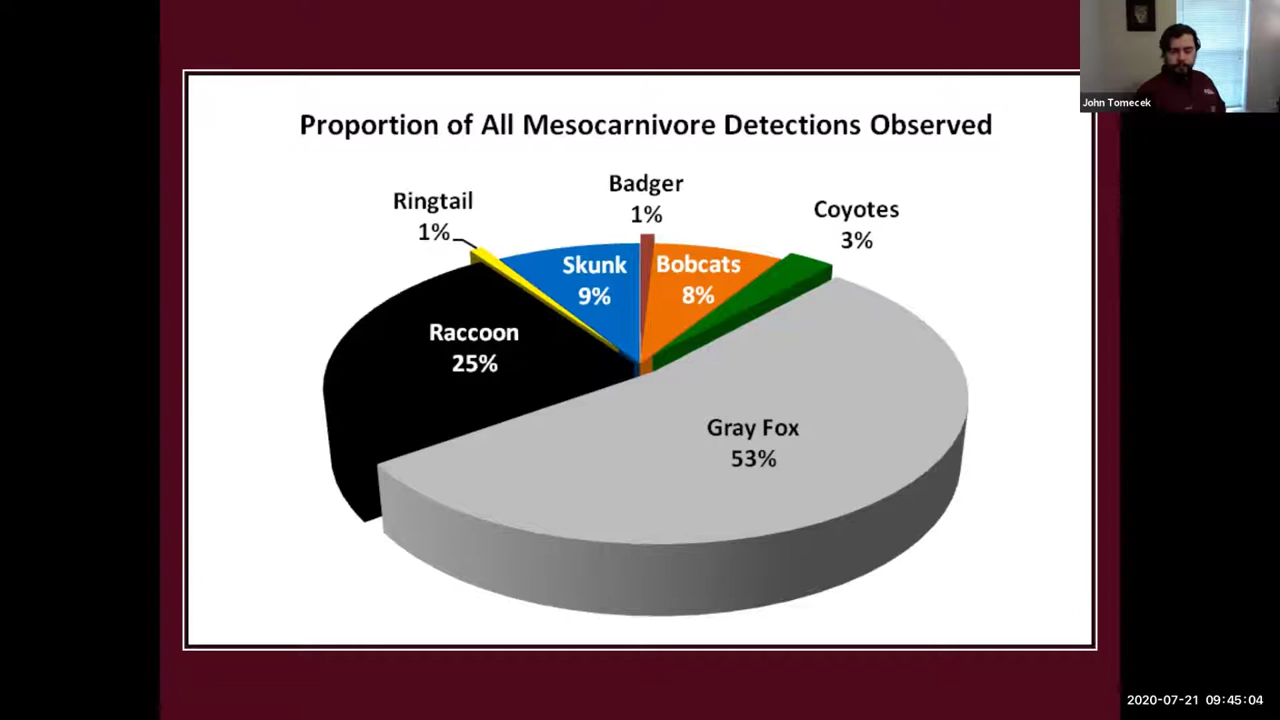 John Tomecek
Proportion of All Mesocarnivore Detections Observed
Badger
1%
Ringtail
1%
Coyotes
3%
Skunk
9%
Bobcats
8%
Raccoon
25%
Gray Fox
53%
2020-07-21 09:45:04